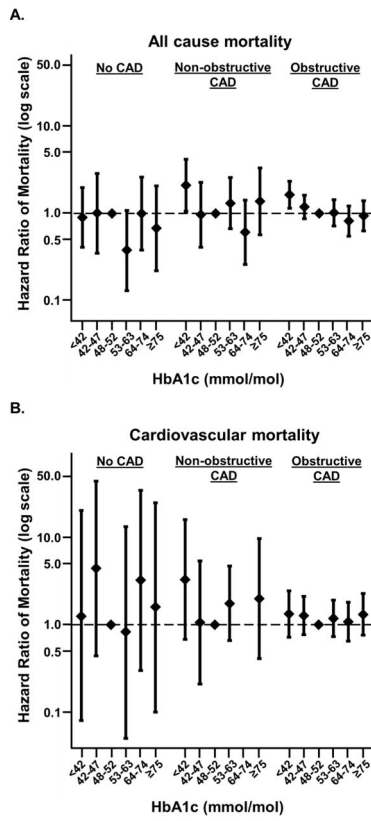 A.
All cause mortality
No CAD
Non-obstructive
CAD
Obstructive
CAD
Hazard Ratio of Mortality (log scale)
50.0
10.0
5.0
1.0
0.5
0.1
<42
42-47
48-52
53-63
64-74
≥75
<42
42-47
48-52
53-63
64-74
≥75
<42
42-47
48-52
53-63
64-74
≥75
HbA1c (mmol/mol)
B.
Cardiovascular mortality
No CAD
Non-obstructive
CAD
Obstructive
CAD
Hazard Ratio of Mortality (log scale)
50.0
10.0
5.0
1.0
0.5
0.1
<42
42-47
48-52
53-63
64-74
≥75
<42
42-47
48-52
53-63
64-74
≥75
<42
42-47
48-52
53-63
64-74
≥75
HbA1c (mmol/mol)